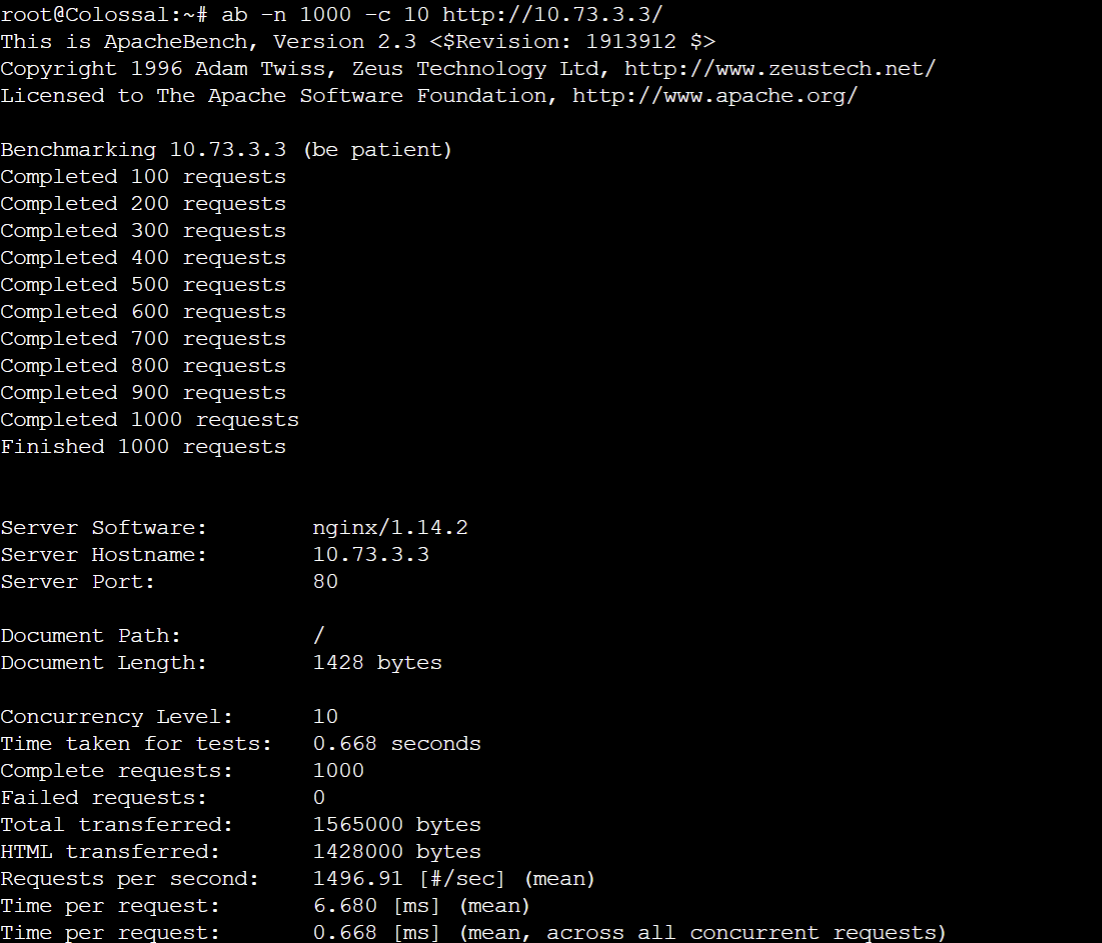 root@Colossal:~# ab -n 1000 -c 10 http://10.73.3.3/
This is ApacheBench, Version 2.3 <$Revision: 1913912 $>
Copyright 1996 Adam Twiss, Zeus Technology Ltd, http://www.zeustech.net/
Licensed to The Apache Software Foundation, http://www.apache.org/

Benchmarking 10.73.3.3 (be patient)
Completed 100 requests
Completed 200 requests
Completed 300 requests
Completed 400 requests
Completed 500 requests
Completed 600 requests
Completed 700 requests
Completed 800 requests
Completed 900 requests
Completed 1000 requests
Finished 1000 requests

Server Software:        nginx/1.14.2
Server Hostname:        10.73.3.3
Server Port:            80

Document Path:          /
Document Length:        1428 bytes

Concurrency Level:      10
Time taken for tests:   0.668 seconds
Complete requests:      1000
Failed requests:        0
Total transferred:      1565000 bytes
HTML transferred:       1428000 bytes
Requests per second:    1496.91 [#/sec] (mean)
Time per request:       6.680 [ms] (mean)
Time per request:       0.668 [ms] (mean, across all concurrent requests)